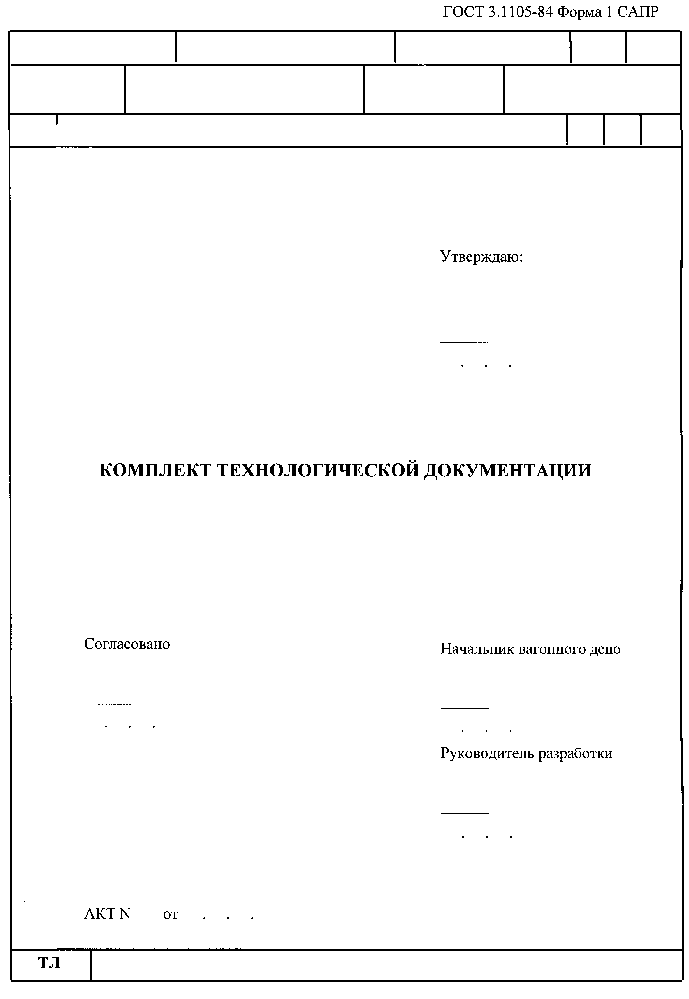 ГОСТ 3.1105-84 Форма 1 САПР
Утверждаю:
. . .
КОМПЛЕКТ ТЕХНОЛОГИЧЕСКОЙ ДОКУМЕНТАЦИИ
Согласовано
. . .
Начальник вагонного депо
. . .
Руководитель разработки
. . .
АКТ N от . . .
ТЛ